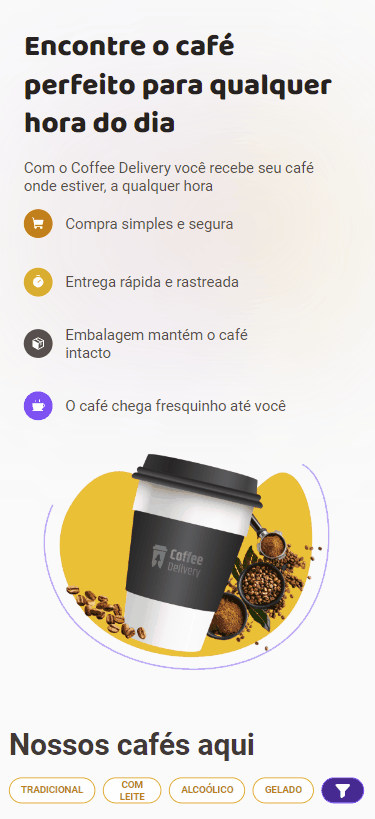 Encontre o café
perfeito para qualquer
hora do dia
Com o Coffee Delivery você recebe seu café
onde estiver, a qualquer hora
Compra simples e segura
Entrega rápida e rastreada
Embalagem mantém o café
intacto
O café chega fresquinho até você
Coffee
Delivery
Nossos cafés aqui
TRADICIONAL
COM
LEITE
ALCOÓLICO
GELADO